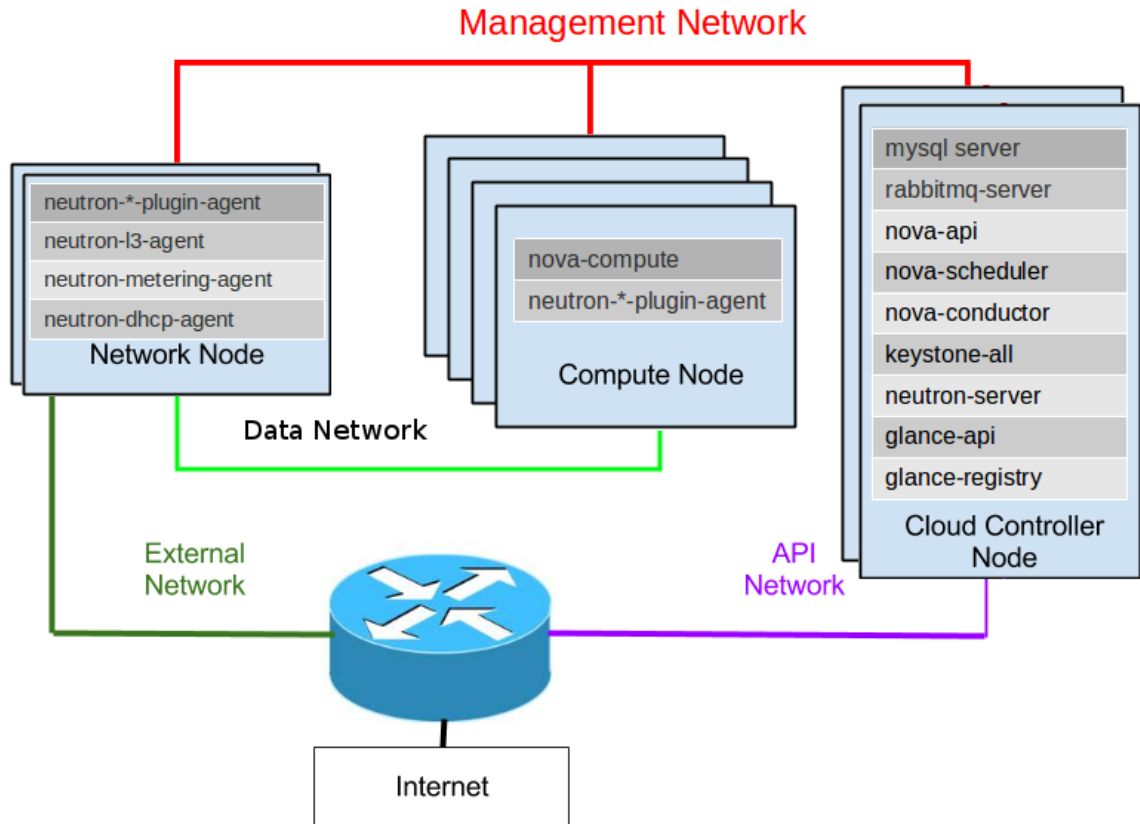 Management Network
neutron-*-plugin-agent
neutron-l3-agent
neutron-metering-agent
neutron-dhcp-agent
Network Node
nova-compute
neutron-*-plugin-agent
Compute Node
mysql server
rabbitmq-server
nova-api
nova-scheduler
nova-conductor
keystone-all
neutron-server
glance-api
glance-registry
Cloud Controller
Node
Data Network
External
Network
API
Network
Internet